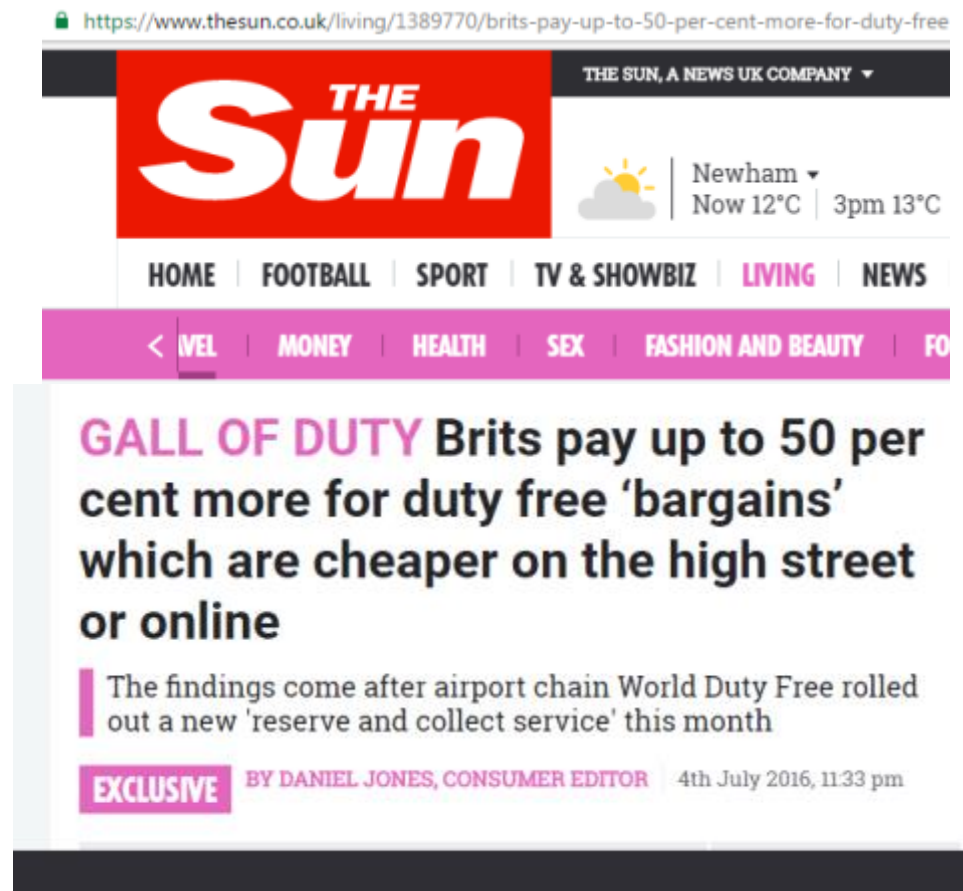 https://www.thesun.co.uk/living/1389770/brits-pay-up-to-50-per-cent-more-for-duty-free
THE SUN, A NEWS UK COMPANY
THE
Sun
Newham
Now 12°C 3pm 13°C
HOME FOOTBALL SPORT TV & SHOWBIZ LIVING NEWS
< VEL MONEY HEALTH SEX FASHION AND BEAUTY FO
GALL OF DUTY Brits pay up to 50 per
cent more for duty free ‘bargains’
which are cheaper on the high street
or online
The findings come after airport chain World Duty Free rolled
out a new 'reserve and collect service' this month
EXCLUSIVE BY DANIEL JONES, CONSUMER EDITOR 4th July 2016, 11:33 pm